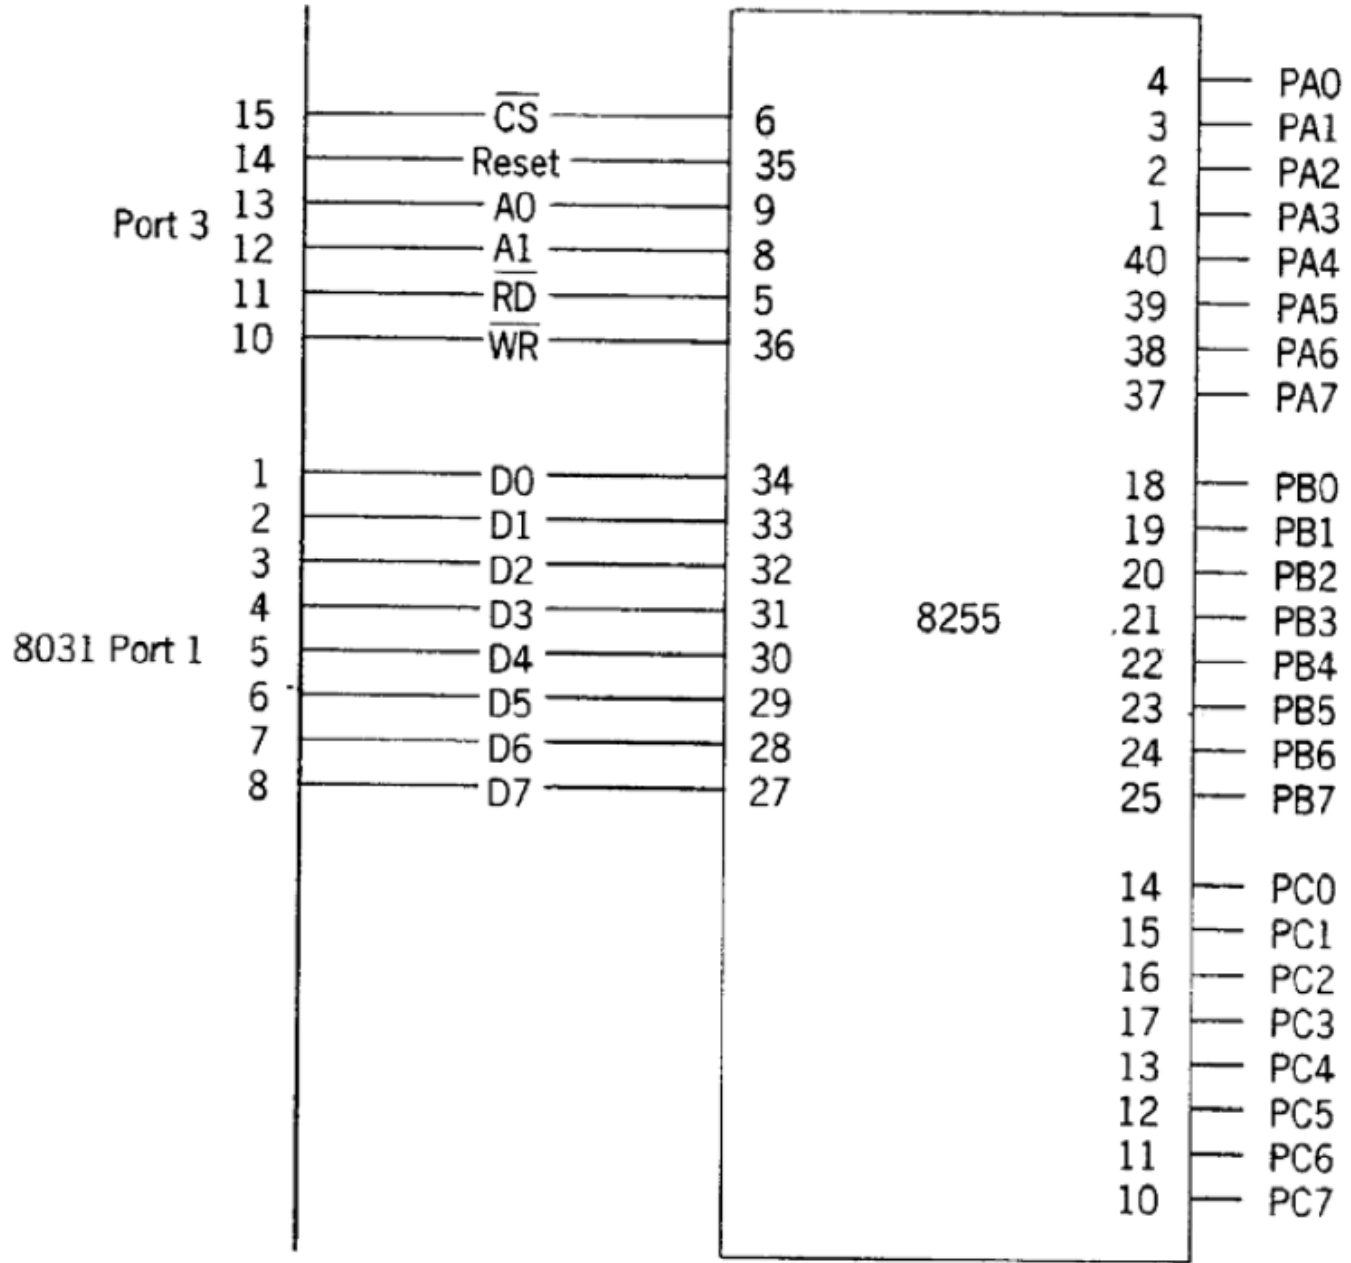 4 PA0
15 C̅S̅ 6
3 PA1
14 Reset 35
2 PA2
Port 3
13 A0 9
1 PA3
12 A1 8
40 PA4
11 R̅D̅ 5
39 PA5
10 W̅R̅ 36
38 PA6
37 PA7
1 D0 34
18 PB0
2 D1 33
19 PB1
3 D2 32
20 PB2
4 D3 31
8255
21 PB3
8031 Port 1
5 D4 30
22 PB4
6 D5 29
23 PB5
7 D6 28
24 PB6
8 D7 27
25 PB7
14 PC0
15 PC1
16 PC2
17 PC3
13 PC4
12 PC5
11 PC6
10 PC7